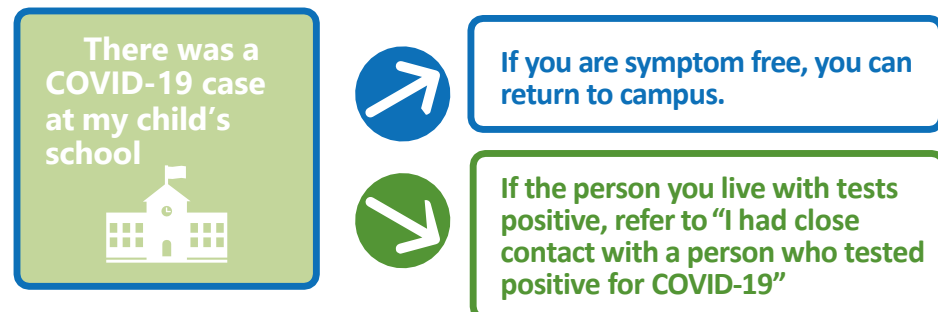 There was a
COVID-19 case
at my child's
school
If you are symptom free, you can
return to campus.
If the person you live with tests
positive, refer to “I had close
contact with a person who tested
positive for COVID-19”